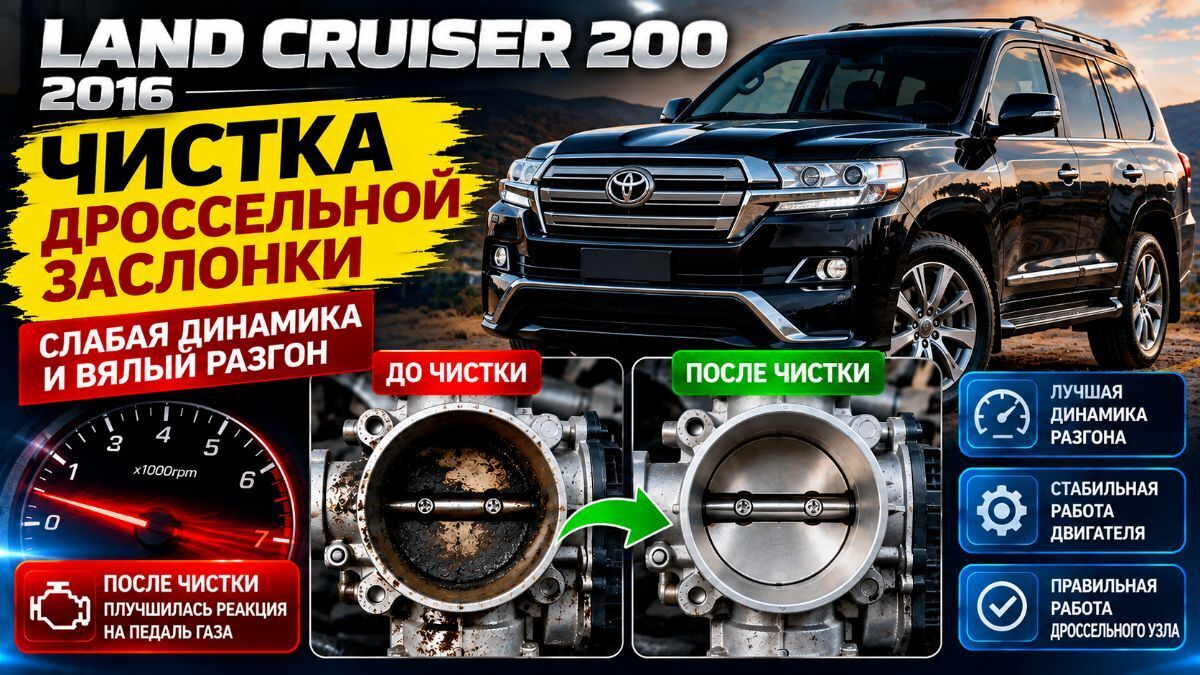 LAND CRUISER 200
2016
ЧИСТКА
ДРОССЕЛЬНОЙ
ЗАСЛОНКИ
СЛАБАЯ ДИНАМИКА
И ВЯЛЫЙ РАЗГОН
ДО ЧИСТКИ
ПОСЛЕ ЧИСТКИ
0
1
3
4
5
6
7
x1000rpm
ПОСЛЕ ЧИСТКИ
ПЛУЧШИЛАСЬ РЕАКЦИЯ
НА ПЕДАЛЬ ГАЗА
ЛУЧШАЯ
ДИНАМИКА
РАЗГОНА
СТАБИЛЬНАЯ
РАБОТА
ДВИГАТЕЛЯ
ПРАВИЛЬНАЯ
РАБОТА
ДРОССЕЛЬНОГО УЗЛА